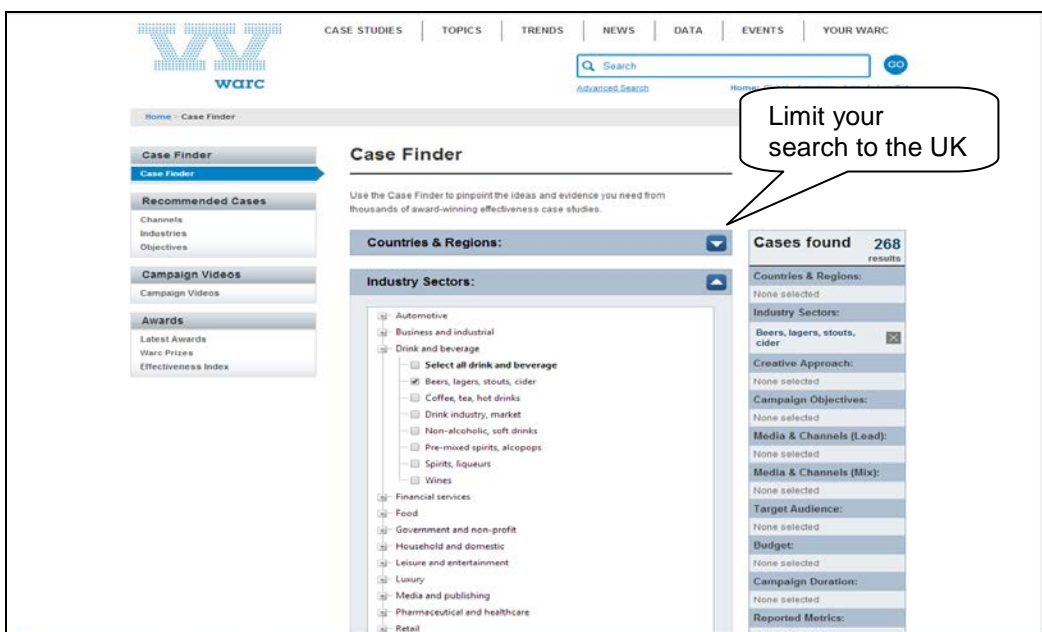 CASE STUDIES
TOPICS
TRENDS
NEWS
DATA
EVENTS
YOUR WARC
Search
GO
warc
Advanced Search
Home
Home > Case Finder
Limit your
search to the UK
Case Finder
Case Finder
Recommended Cases
Channels
Industries
Objectives
Campaign Videos
Campaign Videos
Awards
Latest Awards
Warc Prizes
Effectiveness Index
Case Finder
Use the Case Finder to pinpoint the ideas and evidence you need from
thousands of award-winning effectiveness case studies.
Countries & Regions:
Industry Sectors:
Automotive
Business and industrial
Drink and beverage
Select all drink and beverage
Beers, lagers, stouts, cider
Coffee, tea, hot drinks
Drink industry, market
Non-alcoholic, soft drinks
Pre-mixed spirits, alcopops
Spirits, liqueurs
Wines
Financial services
Food
Government and non-profit
Household and domestic
Leisure and entertainment
Luxury
Media and publishing
Pharmaceutical and healthcare
Retail
Cases found 268
results
Countries & Regions:
None selected
Industry Sectors:
Beers, lagers, stouts,
cider
Creative Approach:
None selected
Campaign Objectives:
None selected
Media & Channels (Lead):
None selected
Media & Channels (Mix):
None selected
Target Audience:
None selected
Budget:
None selected
Campaign Duration:
None selected
Reported Metrics: